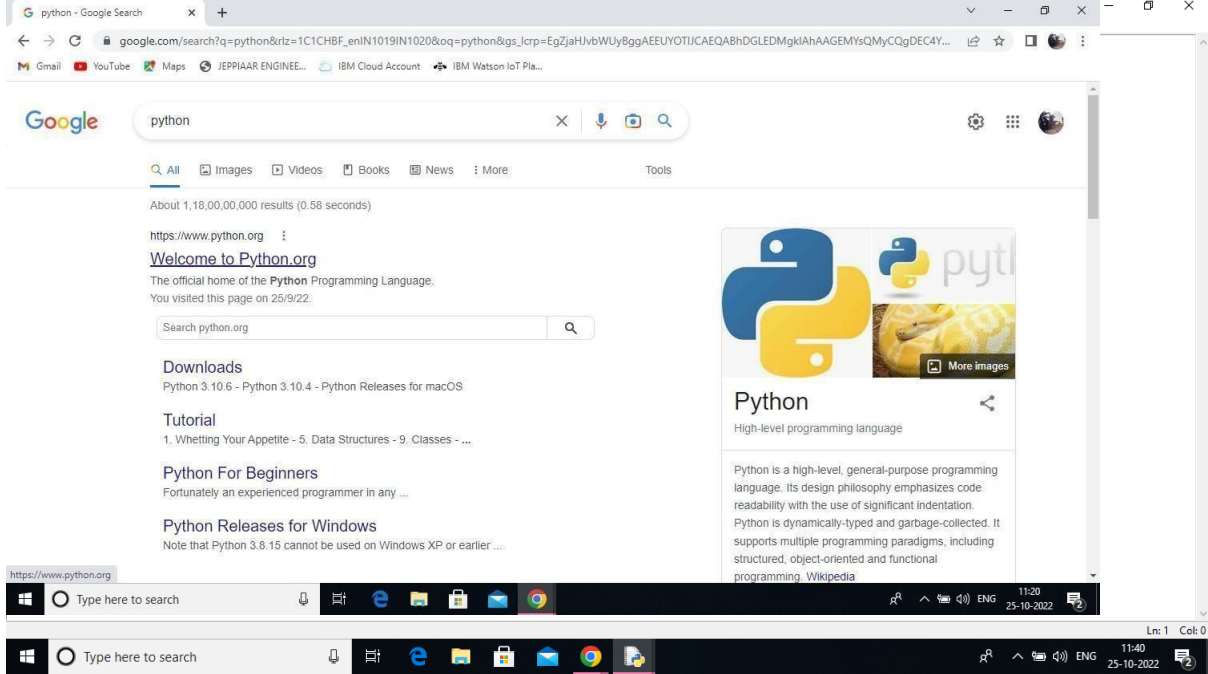 python - Google Search
google.com/search?q=python&rlz=1C1CHBF_enIN1019IN1020&oq=python&gs_lcrp=EgZjaHJvbWUyBggAEEUYOTIJCAEQABhDGLEDMgkIAhAAGEMYsQMyCQgDEC4Y...
Gmail YouTube Maps JEPPIAAR ENGINEE... IBM Cloud Account IBM Watson IoT Pla...
Google python
All Images Videos Books News More Tools
About 1,18,00,00,000 results (0.58 seconds)
https://www.python.org
Welcome to Python.org
The official home of the Python Programming Language.
You visited this page on 25/9/22.
Search python.org
Downloads
Python 3.10.6 - Python 3.10.4 - Python Releases for macOS
Tutorial
1. Whetting Your Appetite - 5. Data Structures - 9. Classes - ...
Python For Beginners
Fortunately an experienced programmer in any ...
Python Releases for Windows
Note that Python 3.8.15 cannot be used on Windows XP or earlier ...
pytl
More images
Python
High-level programming language
Python is a high-level, general-purpose programming
language. Its design philosophy emphasizes code
readability with the use of significant indentation.
Python is dynamically-typed and garbage-collected. It
supports multiple programming paradigms, including
structured, object-oriented and functional
programming. Wikipedia
https://www.python.org
Type here to search ENG 11:20
25-10-2022 2
Ln: 1 Col: 0
Type here to search ENG 11:40
25-10-2022 2